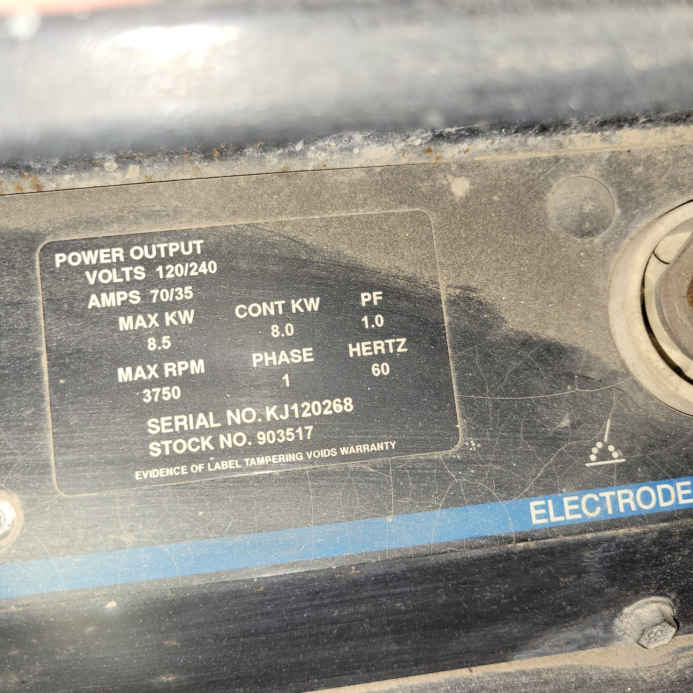 POWER OUTPUT
VOLTS 120/240
AMPS 70/35
MAX KW CONT KW PF
8.5 8.0 1.0
MAX RPM PHASE HERTZ
3750 1 60
SERIAL NO. KJ120268
STOCK NO. 903517
EVIDENCE OF LABEL TAMPERING VOIDS WARRANTY
ELECTRODE